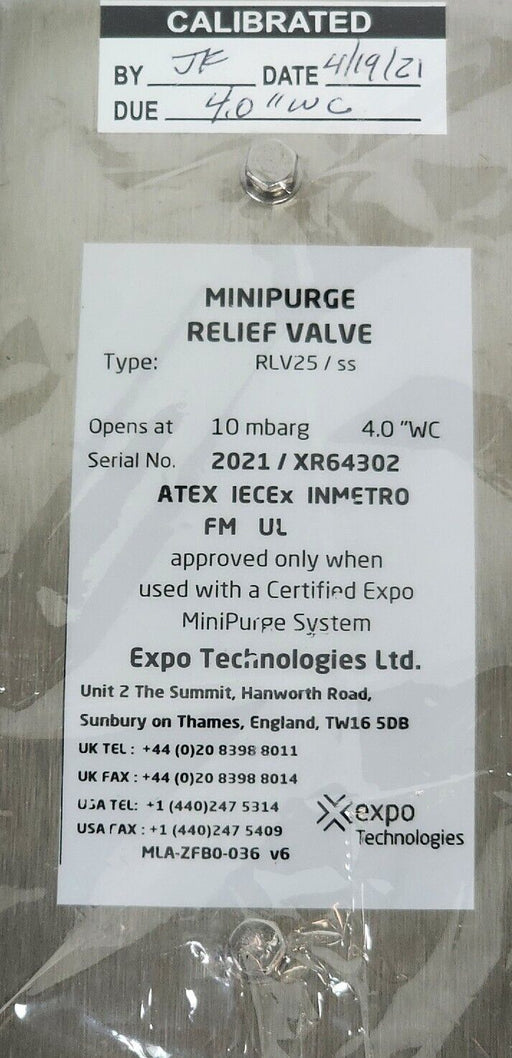 CALIBRATED
BY JK DATE 4/19/21
DUE 4.0 "WC
MINIPURGE
RELIEF VALVE
Type: RLV25 / ss
Opens at 10 mbarg 4.0 "WC
Serial No. 2021 / XR64302
ATEX IECEx INMETRO
FM UL
approved only when
used with a Certified Expo
MiniPurge System
Expo Technologies Ltd.
Unit 2 The Summit, Hanworth Road,
Sunbury on Thames, England, TW16 5DB
UK TEL : +44 (0)20 8398 8011
UK FAX : +44 (0)20 8398 8014
USA TEL: +1 (440)247 5314
USA FAX : +1 (440)247 5409
expo
Technologies
MLA-ZFB0-036 v6